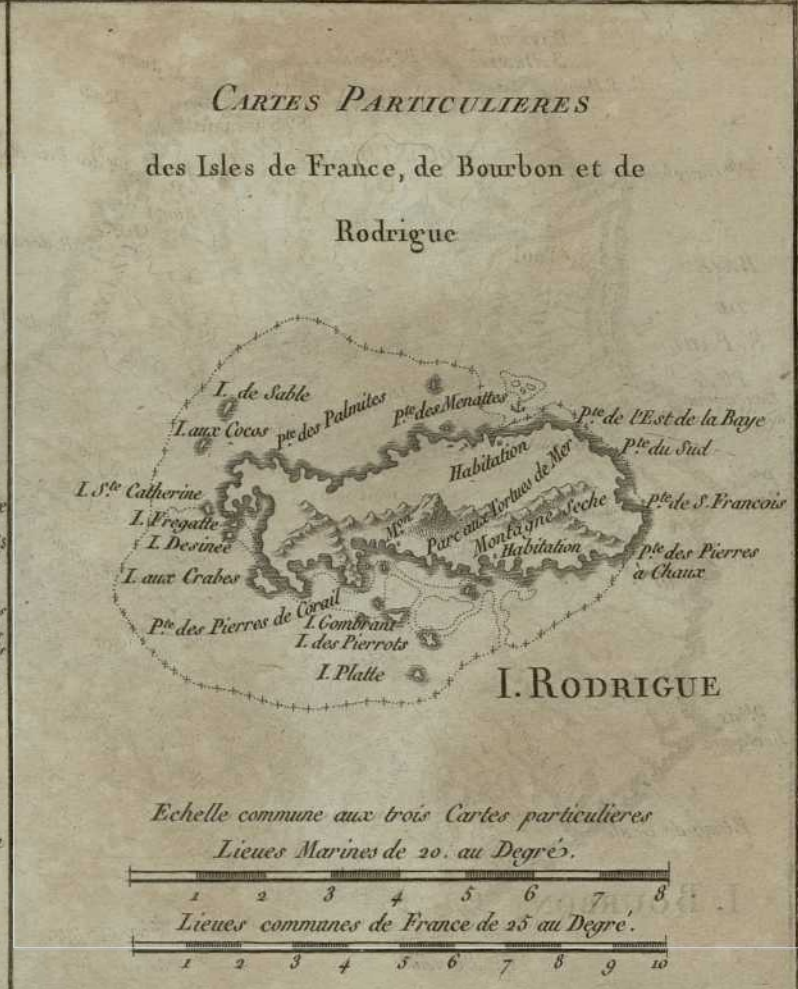 CARTES PARTICULIERES
des Isles de France, de Bourbon et de
Rodrigue
I. de Sable
I. aux Cocos
Pte des Palmites
Pte des Menattes
Pte de l'Est de la Baye
Pte du Sud
Habitation
I. Ste Catherine
I. Fregatte
I. Desinée
I. aux Crabes
Mon
Parc aux Tortues de Mer
Montagne Seche
Habitation
Pte de S. Francois
Pte des Pierres
à Chaux
Pte des Pierres de Corail
I. Gombrant
I. des Pierrots
I. Platte
I. RODRIGUE
Echelle commune aux trois Cartes particulieres
Lieues Marines de 20. au Degré.
1 2 3 4 5 6 7 8
Lieues communes de France de 25 au Degré.
1 2 3 4 5 6 7 8 9 10